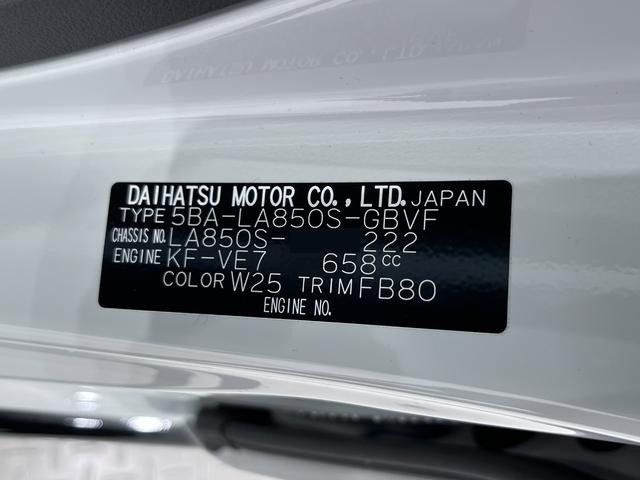 DAIHATSU MOTOR CO., LTD. JAPAN
TYPE 5BA-LA850S-GBVF
CHASSIS NO. LA850S- 222
ENGINE KF-VE7 658cc
COLOR W25 TRIM FB80
ENGINE NO.